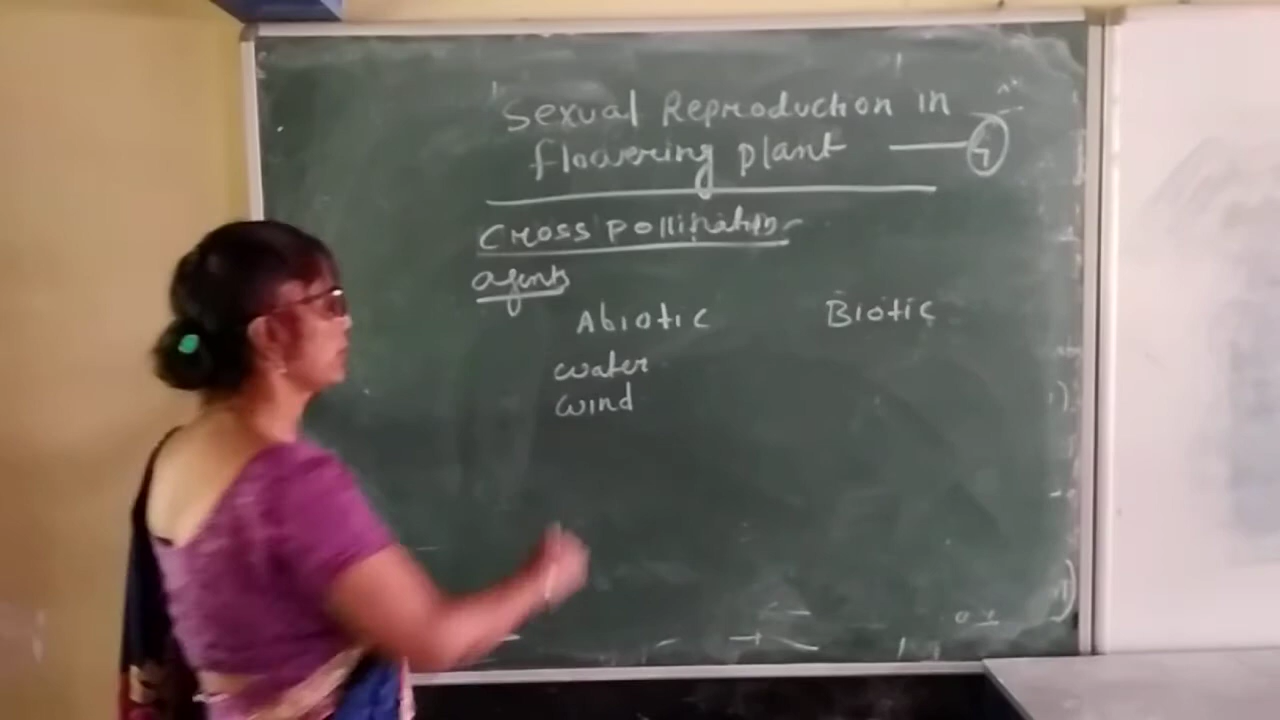 Sexual Reproduction in
flowering plant
Cross pollination
agents
Abiotic Biotic
water
wind